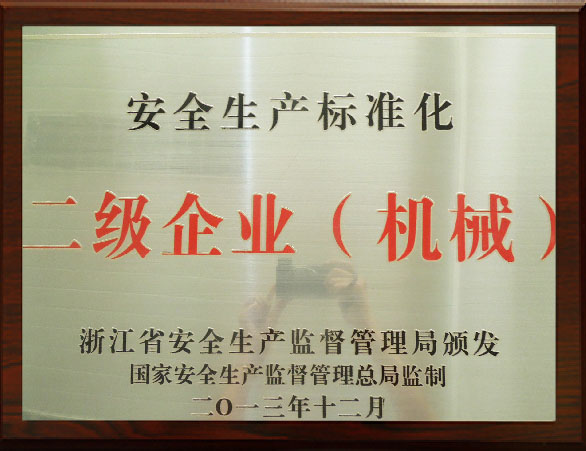 安全生产标准化
二级企业（机械）
浙江省安全生产监督管理局颁发
国家安全生产监督管理总局监制
二O一三年十二月